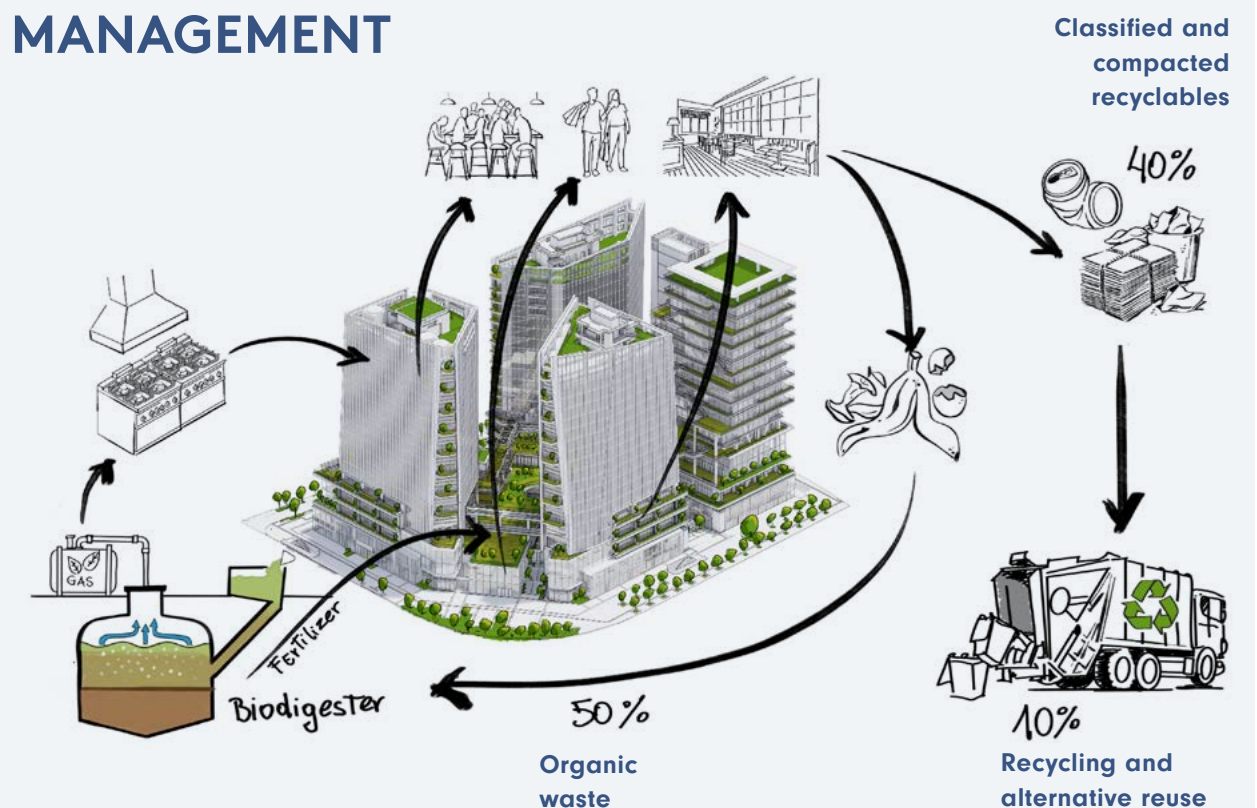 MANAGEMENT
Classified and
compacted
recyclables
40%
GAS
Fertilizer
Biodigester
50%
10%
Organic
waste
Recycling and
alternative reuse